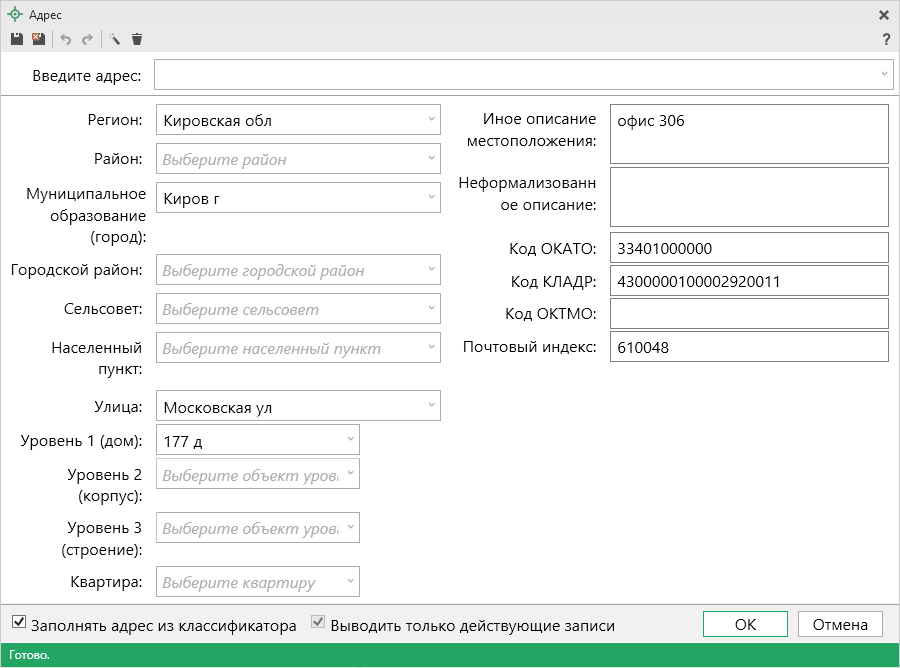 Адрес
?
Введите адрес:
Регион: Кировская обл
Район: Выберите район
Муниципальное
образование
(город):
Киров г
Городской район: Выберите городской район
Сельсовет: Выберите сельсовет
Населенный
пункт:
Выберите населенный пункт
Улица: Московская ул
Уровень 1 (дом): 177 д
Уровень 2
(корпус):
Выберите объект уров
Уровень 3
(строение):
Выберите объект уров
Квартира: Выберите квартиру
Иное описание
местоположения:
офис 306
Неформализованн
ое описание:
Код ОКАТО: 33401000000
Код КЛАДР: 4300000100002920011
Код ОКТМО:
Почтовый индекс: 610048
Заполнять адрес из классификатора
Выводить только действующие записи
ОК
Отмена
Готово.